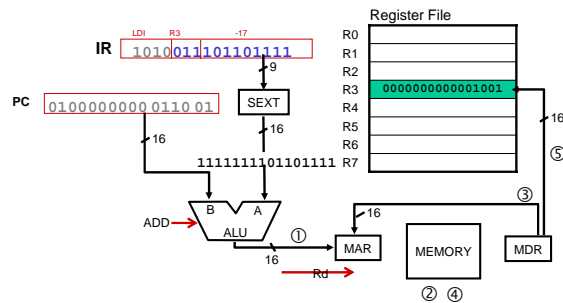 Register File
LDI R3 -17
IR 1010011101101111
9
PC 0100000000 0110 01
SEXT
16
16
1111111101101111
R0
R1
R2
R3 0000000000001001
R4
R5
R6
R7
16
⑤
B A
ADD
ALU
16
①
Rd
③
16
MAR
MEMORY
MDR
② ④